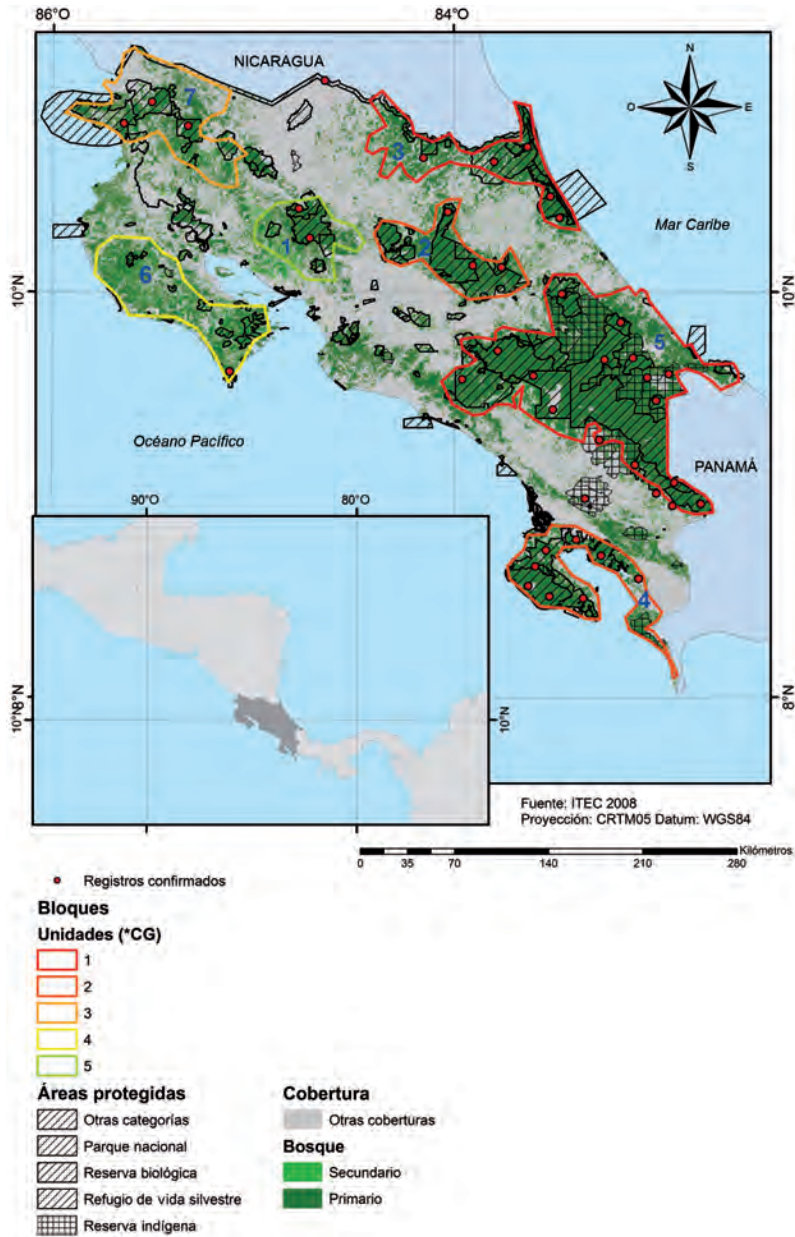 86°O
84°O
NICARAGUA
N
O
E
S
7
3
Mar Caribe
1
2
10°N
10°N
6
5
Océano Pacífico
PANAMÁ
90°O
80°O
4
8°N
8°N
10°N
10°N
Fuente: ITEC 2008
Proyección: CRTM05 Datum: WGS84
Kilómetros
0
35
70
140
210
280
Registros confirmados
Bloques
Unidades (*CG)
1
2
3
4
5
Áreas protegidas
Otras categorías
Parque nacional
Reserva biológica
Refugio de vida silvestre
Reserva indígena
Cobertura
Otras coberturas
Bosque
Secundario
Primario